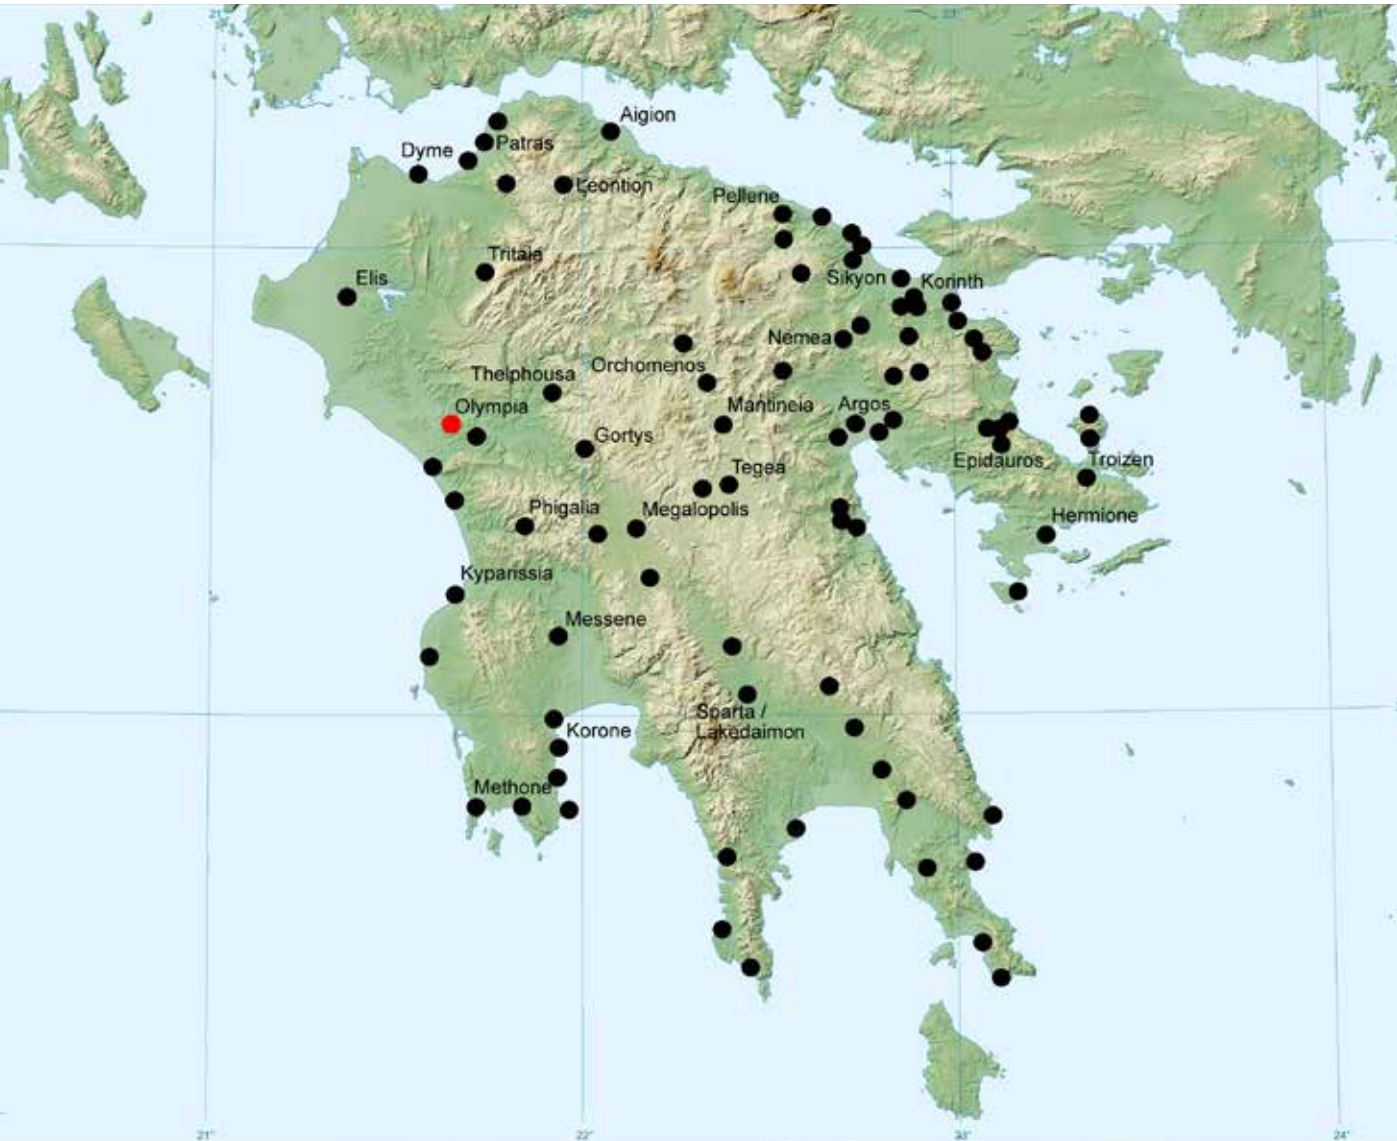 Aigion
Patras
Dyme
Leontion
Pellene
Tritaia
Elis
Sikyon
Korinth
Nemea
Orchomenos
Thelphousa
Olympia
Mantineia
Argos
Gortys
Epidauros
Troizen
Tegea
Phigalia
Megalopolis
Hermione
Kyparissia
Messene
Sparta /
Lakedaimon
Korone
Methone
21°
22°
24°